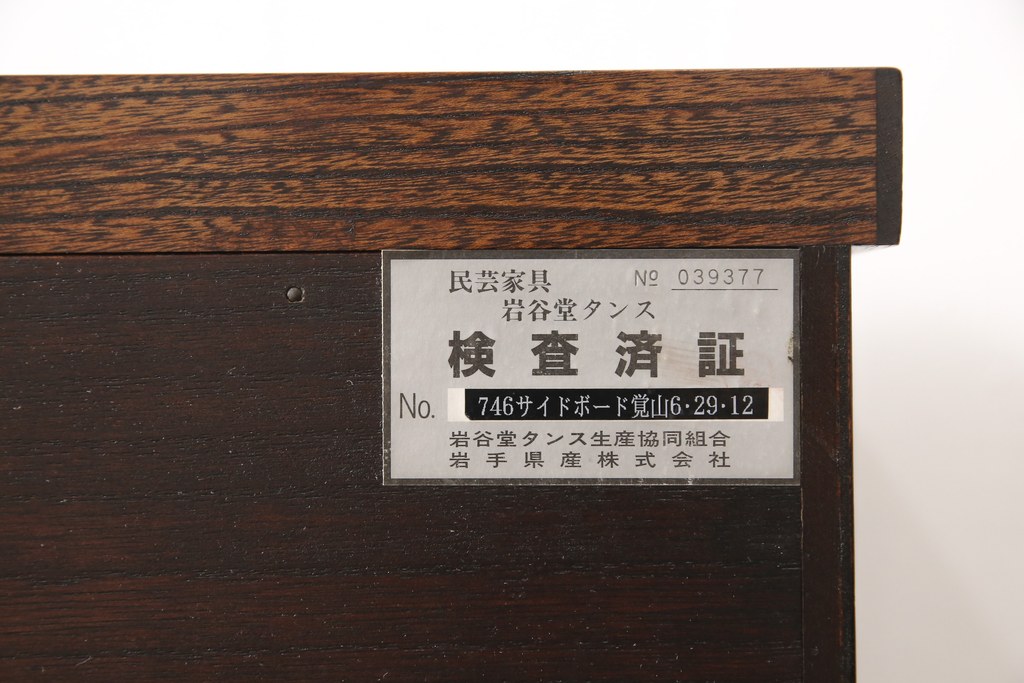 民芸家具 № 039377
岩谷堂タンス
検査済証
No. 746サイドボード覚山6・29・12
岩谷堂タンス生産協同組合
岩手県産株式会社